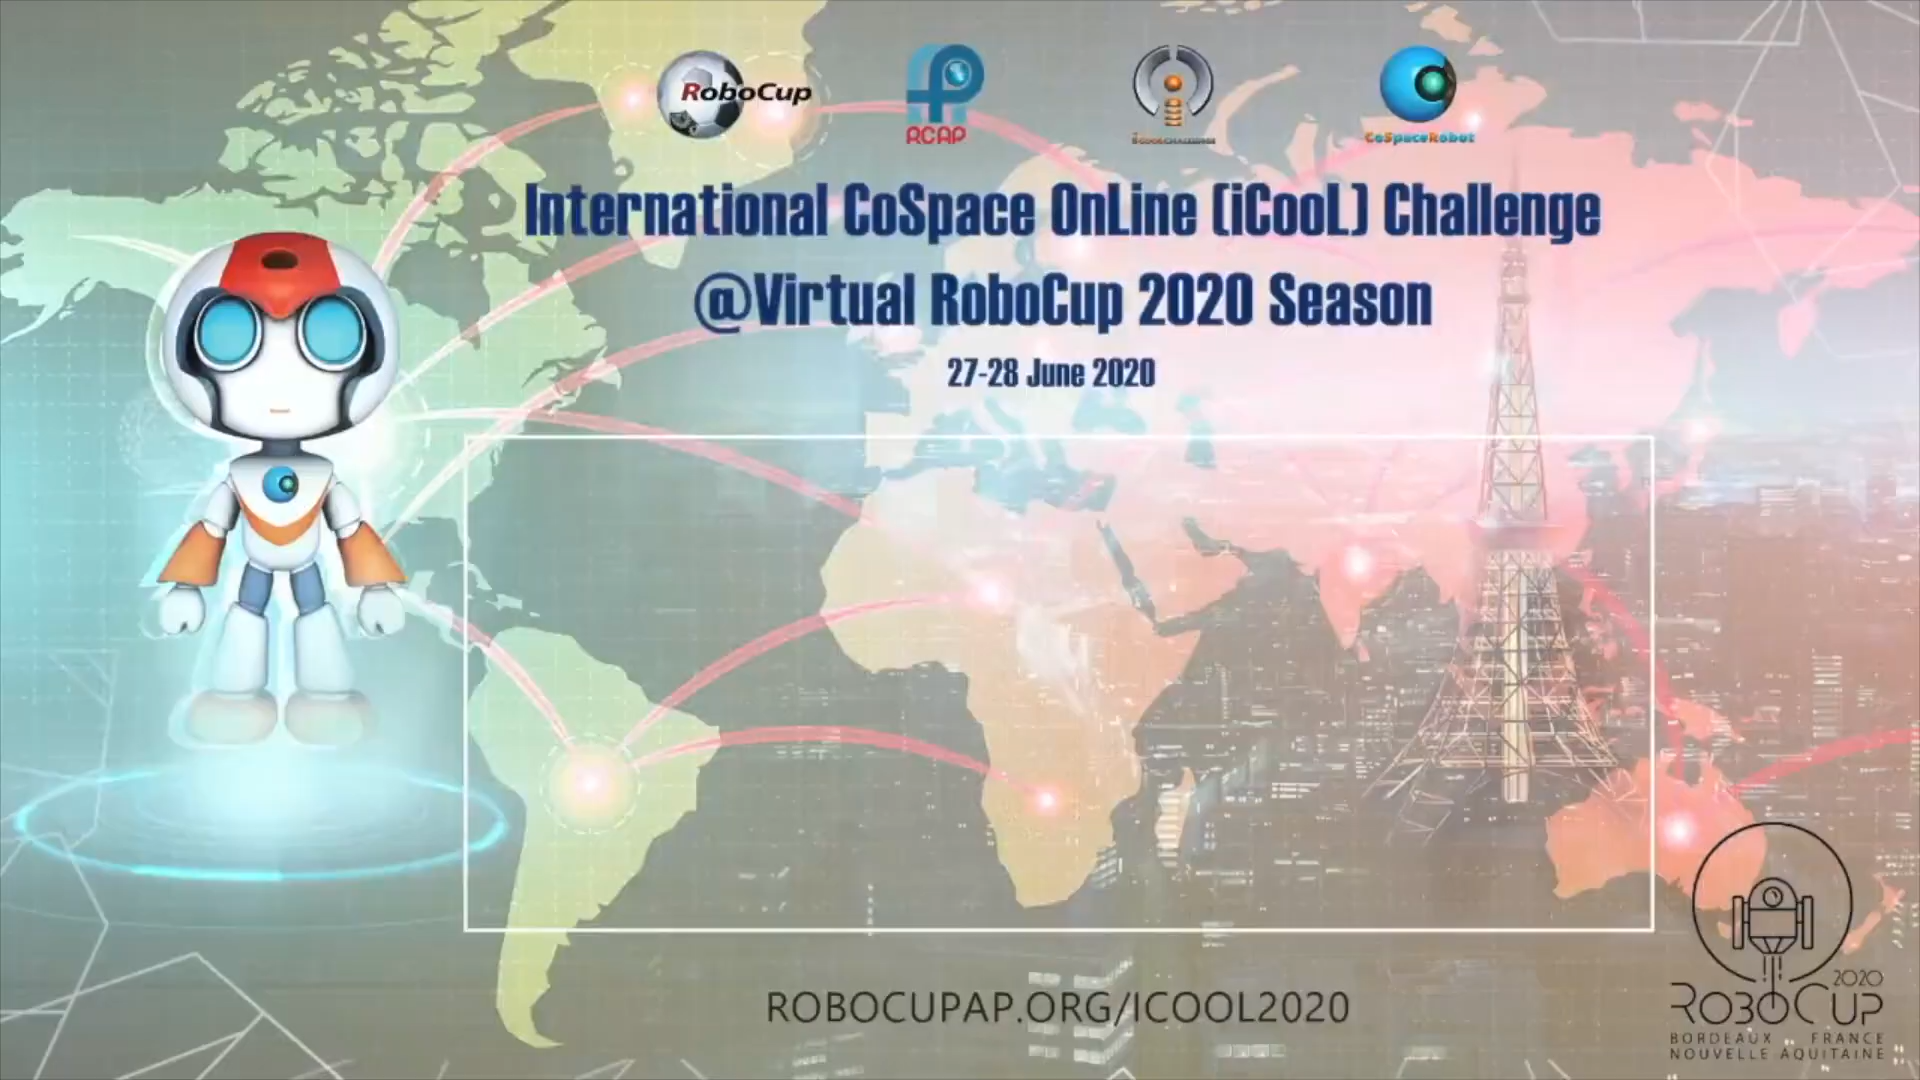 RoboCup
RCAP
iCOOLCHALLENGE
CoSpaceRobot
International CoSpace OnLine (iCooL) Challenge
@Virtual RoboCup 2020 Season
27-28 June 2020
ROBOCUPAP.ORG/ICOOL2020
2020
ROBOCUP
BORDEAUX . FRANCE
NOUVELLE AQUITAINE